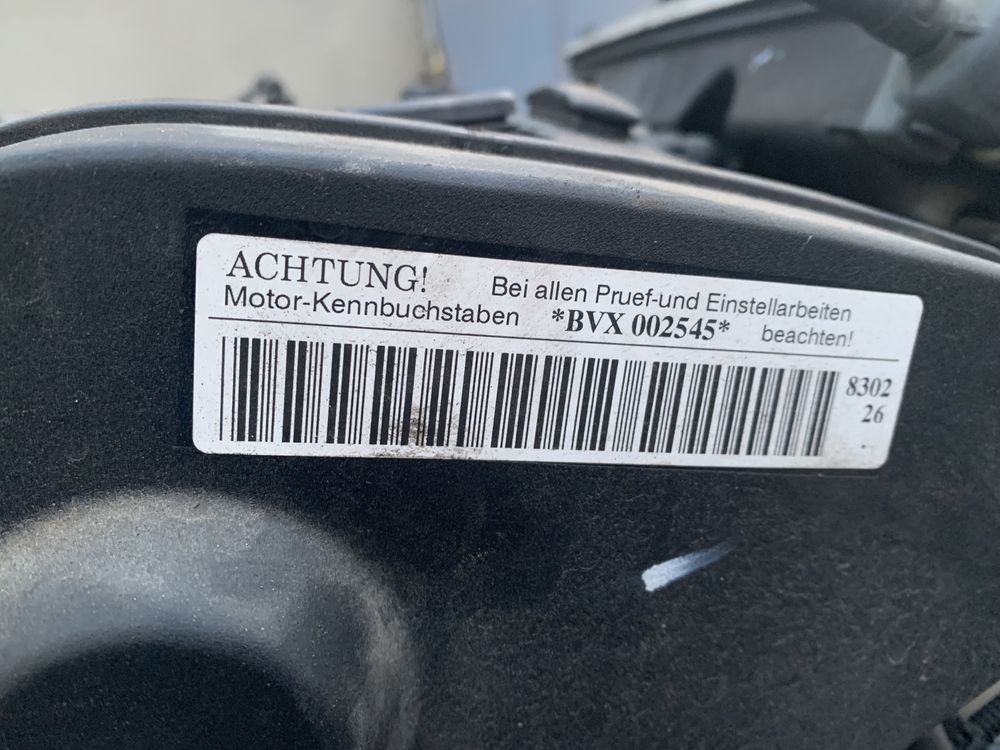 ACHTUNG! Bei allen Pruef-und Einstellarbeiten
Motor-Kennbuchstaben *BVX 002545* beachten!
8302
26